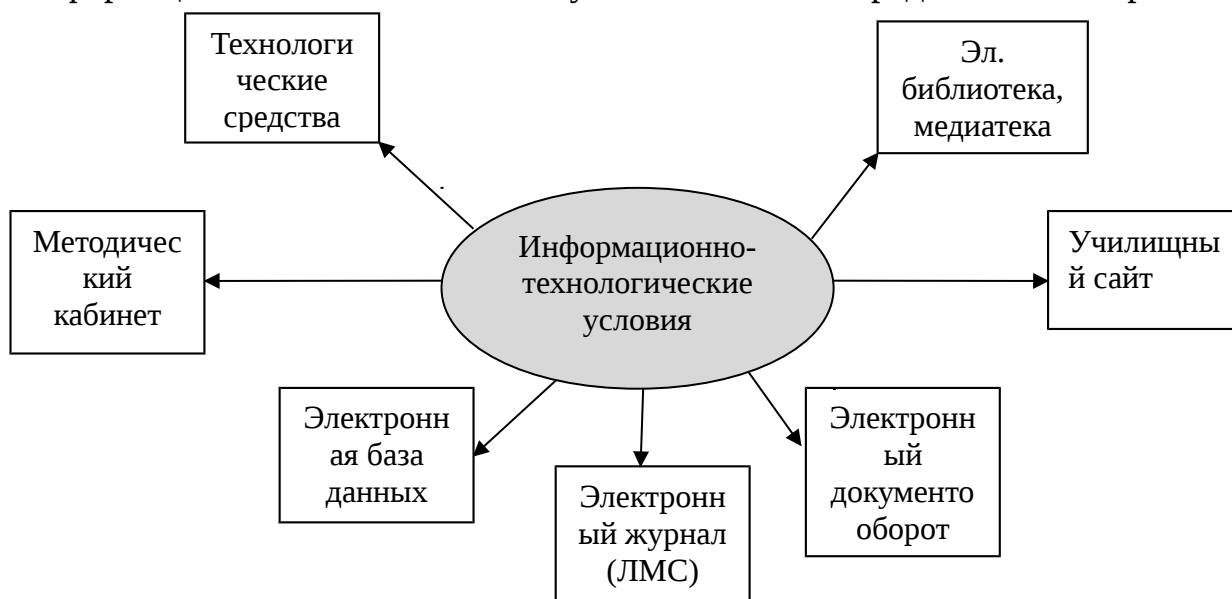 Технологи
ческие
средства
Эл.
библиотека,
медиатека
Методичес
кий
кабинет
Информационно-
технологические
условия
Училищны
й сайт
Электронн
ая база
данных
Электронн
ый журнал
(ЛМС)
Электронн
ый
документо
оборот